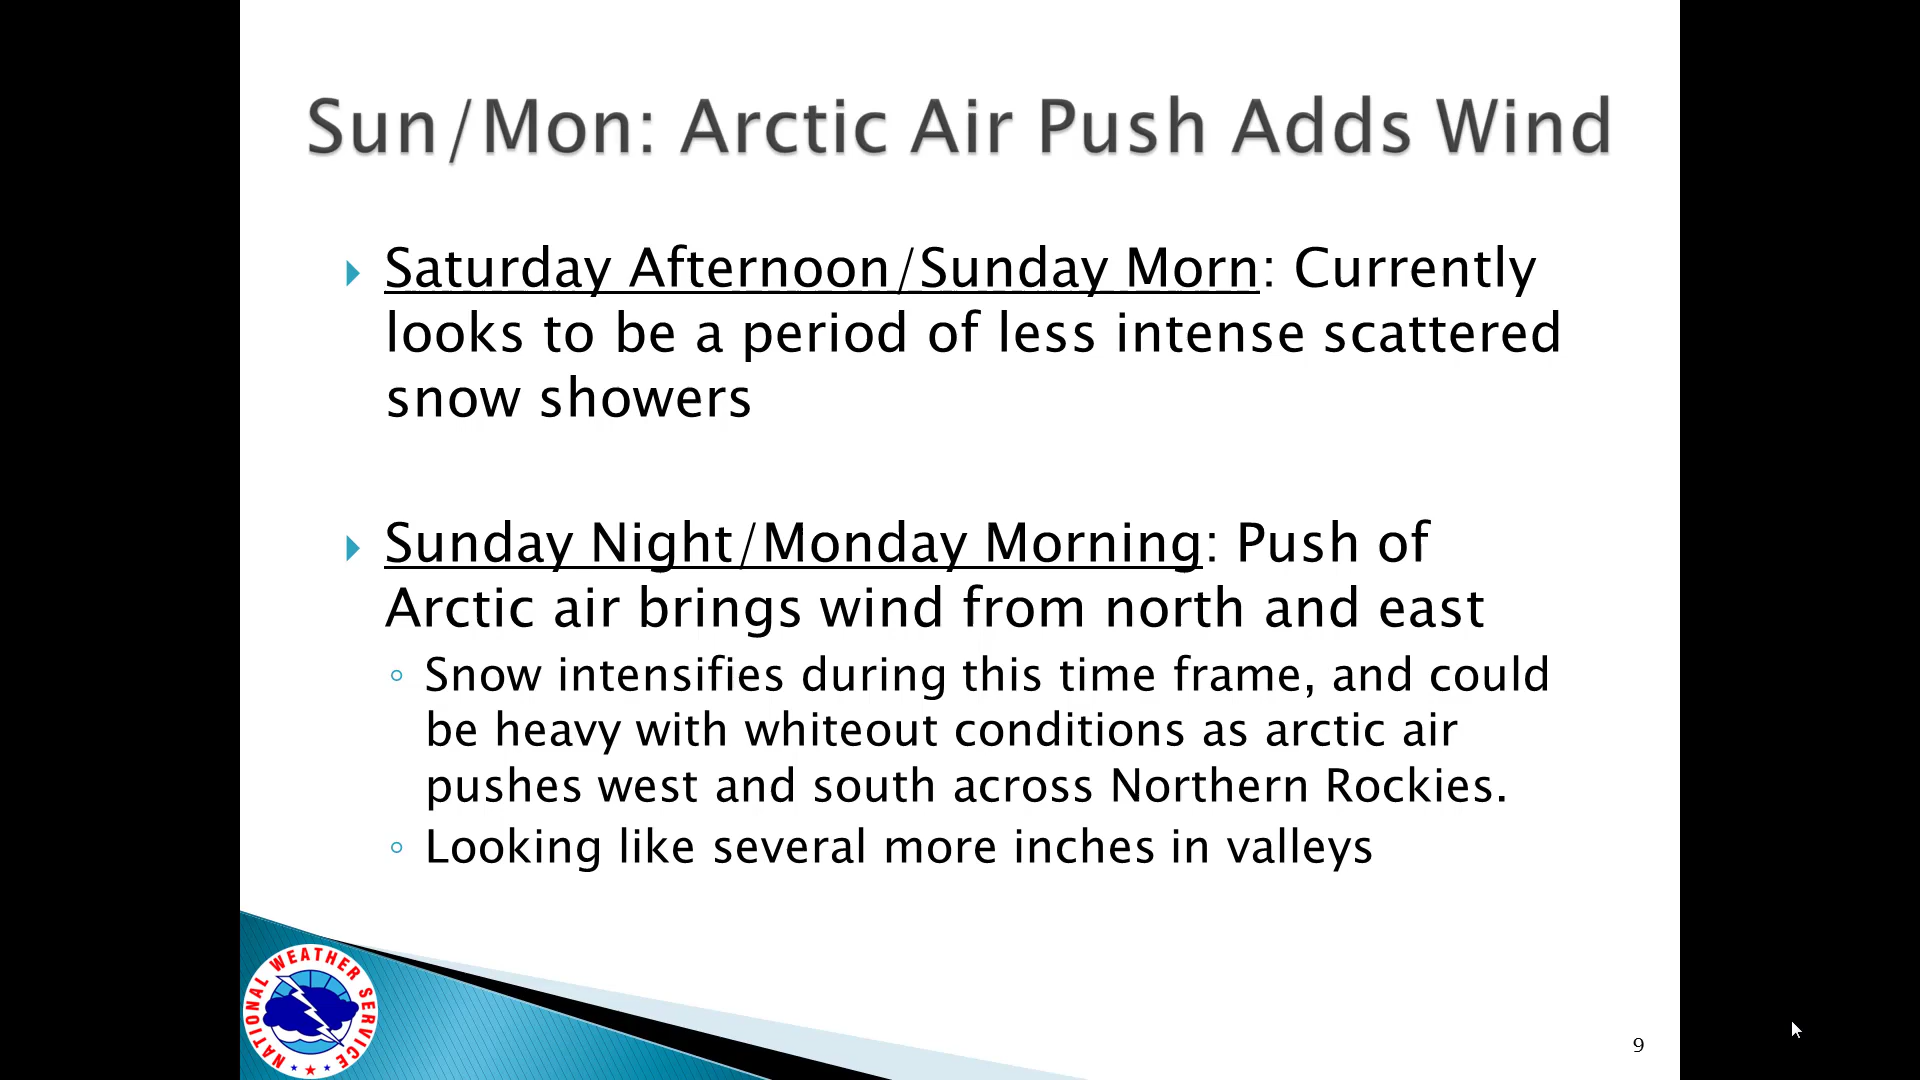 Sun/Mon: Arctic Air Push Adds Wind
Saturday Afternoon/Sunday Morn: Currently
looks to be a period of less intense scattered
snow showers
Sunday Night/Monday Morning: Push of
Arctic air brings wind from north and east
Snow intensifies during this time frame, and could
be heavy with whiteout conditions as arctic air
pushes west and south across Northern Rockies.
Looking like several more inches in valleys
NATIONAL WEATHER SERVICE
9